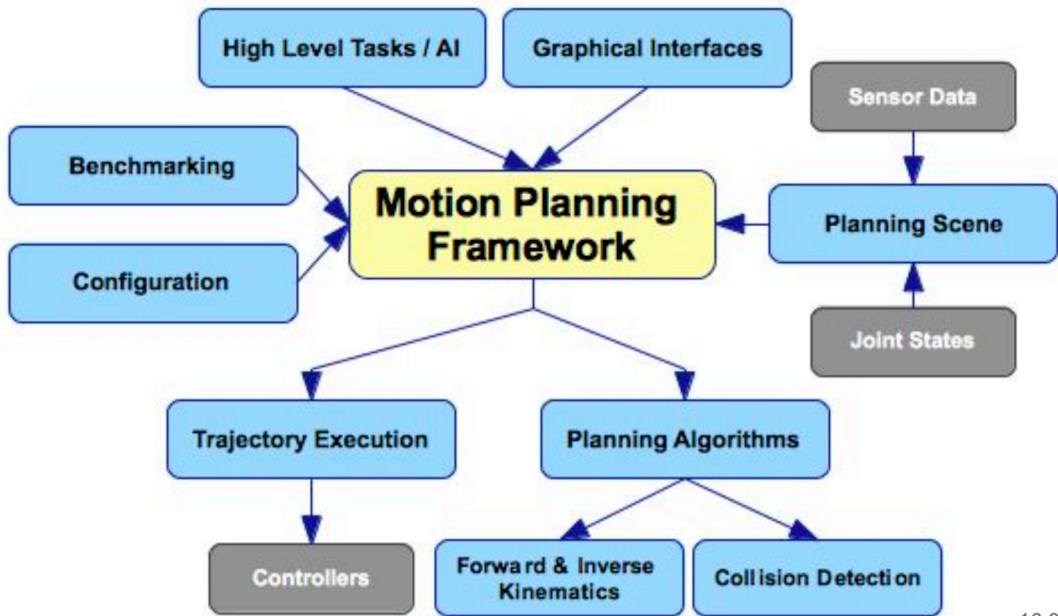 High Level Tasks / AI
Graphical Interfaces
Sensor Data
Benchmarking
Motion Planning
Framework
Planning Scene
Configuration
Joint States
Trajectory Execution
Planning Algorithms
Controllers
Forward & Inverse
Kinematics
Collision Detection